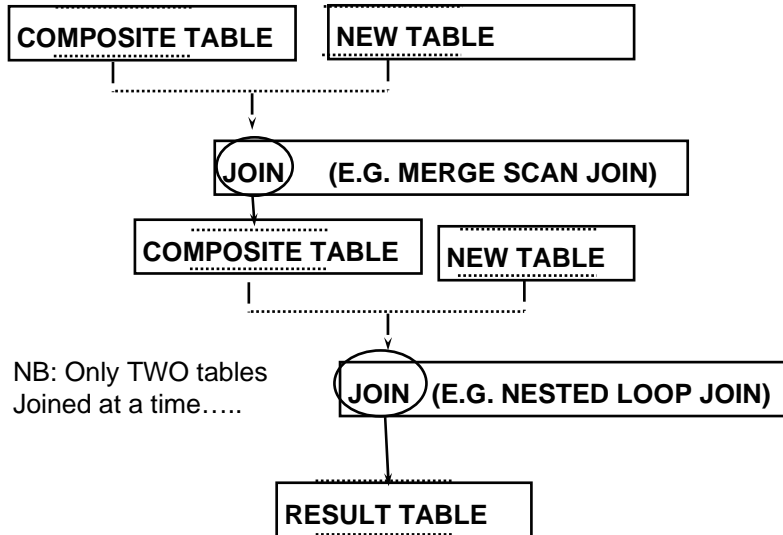 COMPOSITE TABLE
NEW TABLE
JOIN (E.G. MERGE SCAN JOIN)
COMPOSITE TABLE
NEW TABLE
NB: Only TWO tables
Joined at a time…..
JOIN (E.G. NESTED LOOP JOIN)
RESULT TABLE